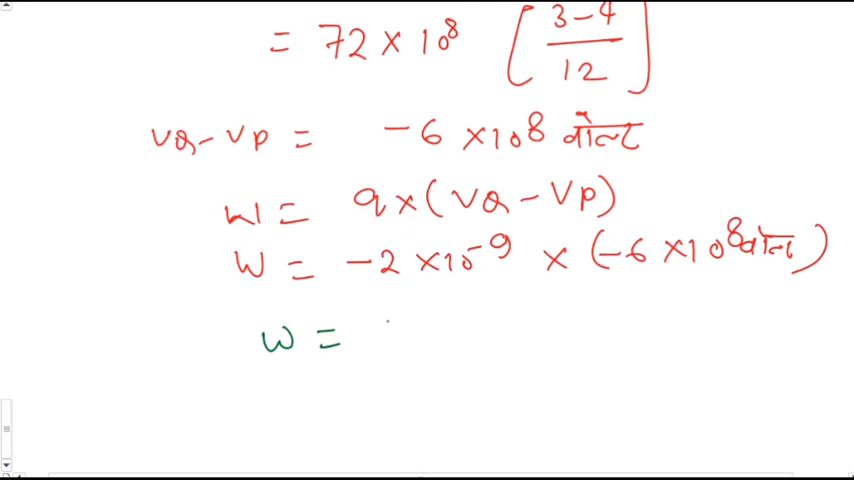 = 72 × 10⁸ [ 3-4 / 12 ]
VQ - VP = - 6 × 10⁸ वोल्ट
W = q × ( VQ - VP )
W = - 2 × 10⁻⁹ × ( - 6 × 10⁸ वोल्ट )
W =